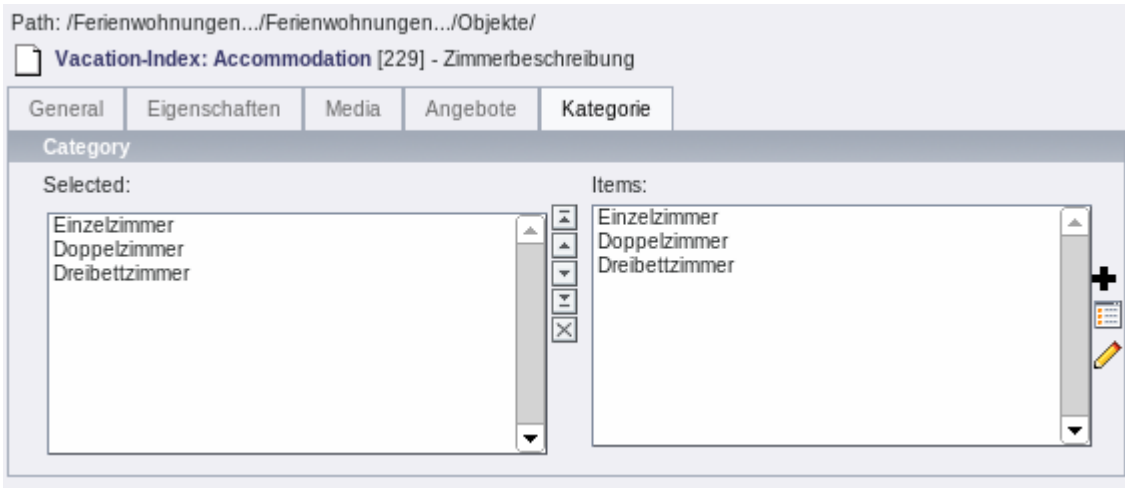 Path: /Ferienwohnungen.../Ferienwohnungen.../Objekte/
Vacation-Index: Accommodation [229] - Zimmerbeschreibung
General Eigenschaften Media Angebote Kategorie
Category
Selected: Items:
Einzelzimmer Einzelzimmer
Doppelzimmer Doppelzimmer
Dreibettzimmer Dreibettzimmer